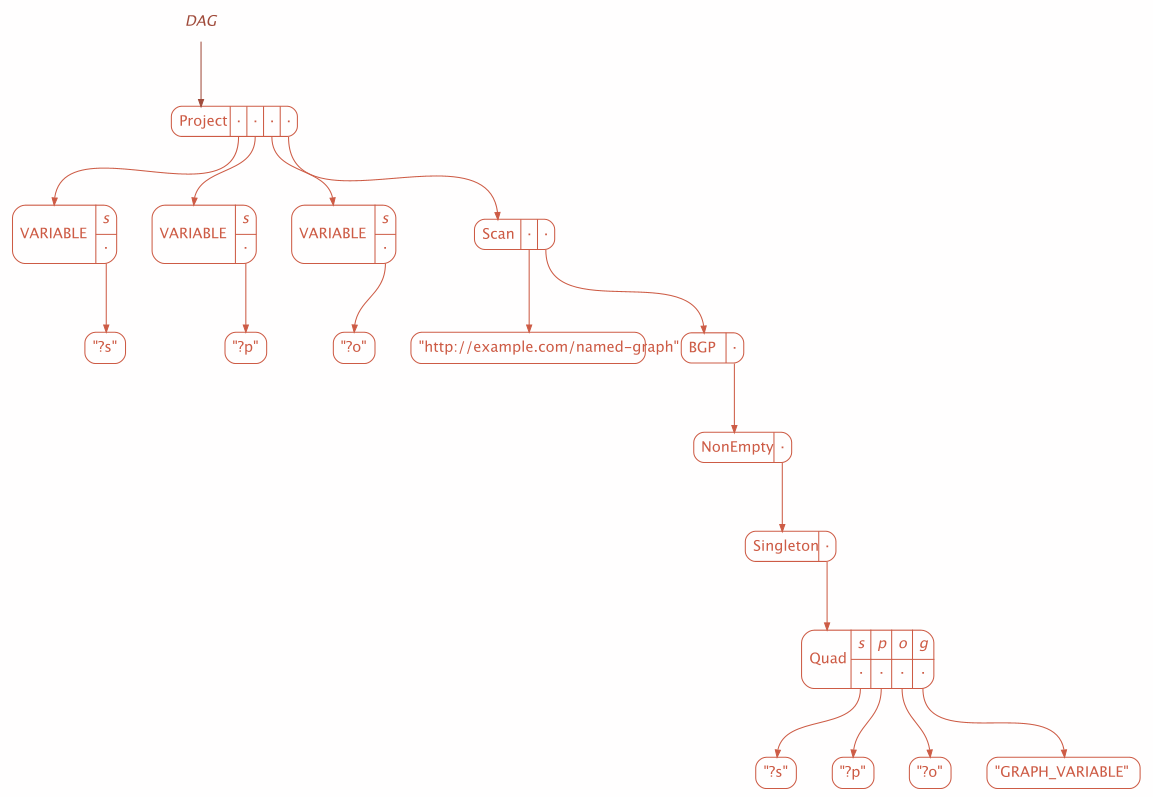 DAG
Project · · · ·
VARIABLE s ·
VARIABLE s ·
VARIABLE s ·
Scan · ·
"?s"
"?p"
"?o"
"http://example.com/named-graph"
BGP ·
NonEmpty ·
Singleton ·
Quad s p o g
· · · ·
"?s"
"?p"
"?o"
"GRAPH_VARIABLE"